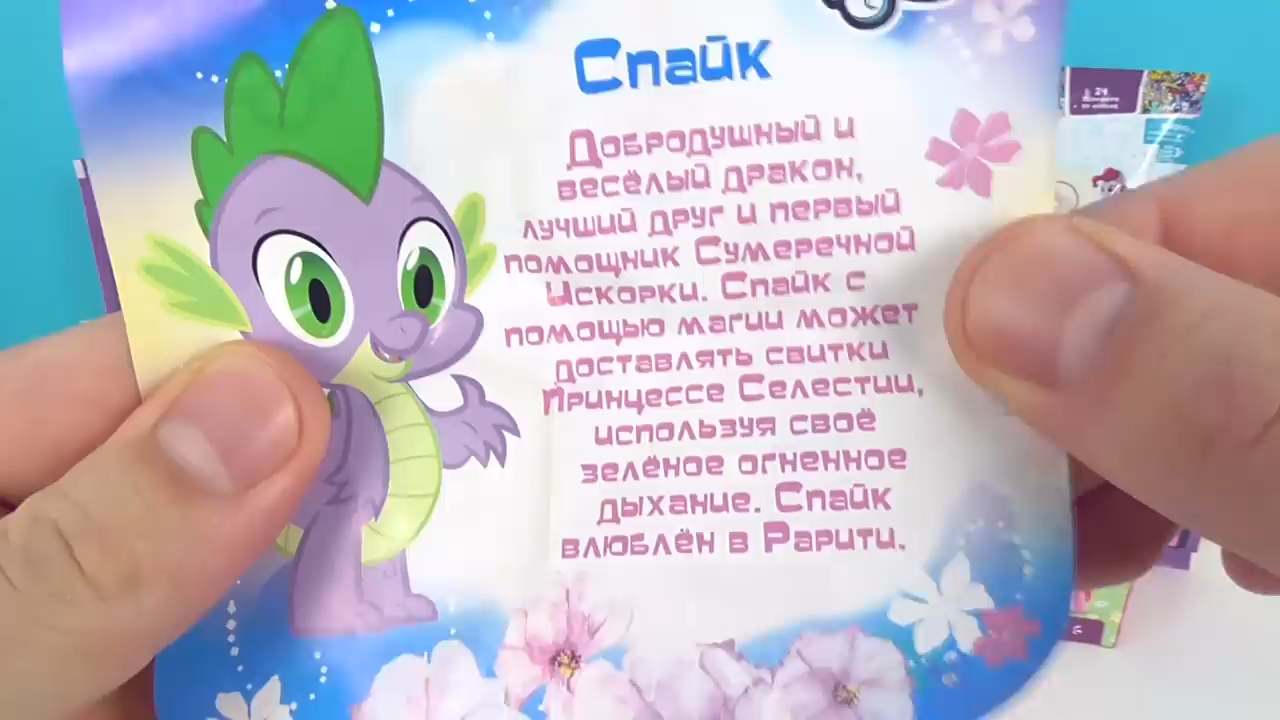 Спайк
Добродушный и
весёлый дракон,
лучший друг и первый
помощник Сумеречной
Искорки. Спайк с
помощью магии может
доставлять свитки
Принцессе Селестии,
используя своё
зелёное огненное
дыхание. Спайк
влюблён в Рарити.
24